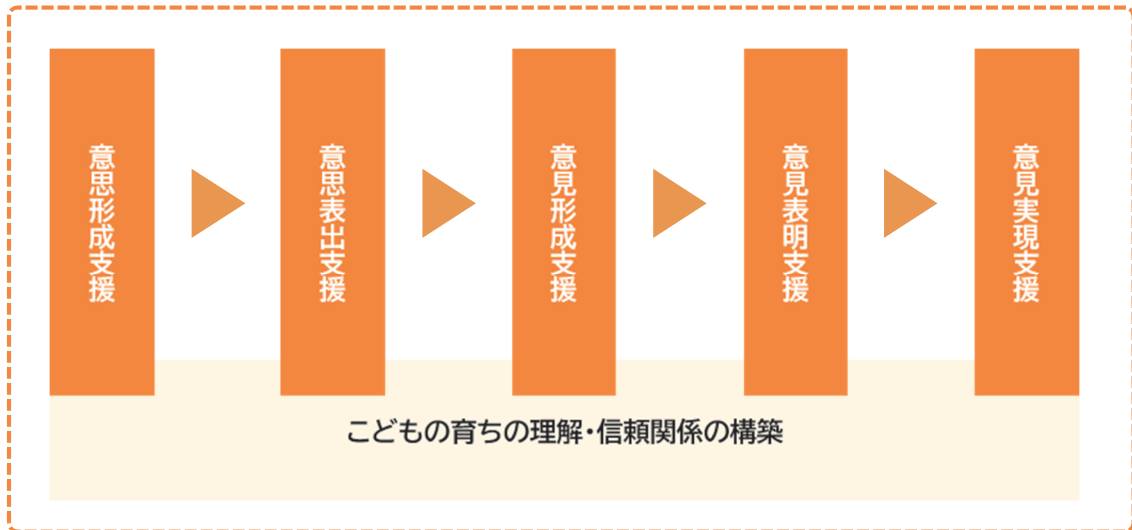 意思形成支援
意思表出支援
意見形成支援
意見表明支援
意見実現支援
こどもの育ちの理解・信頼関係の構築